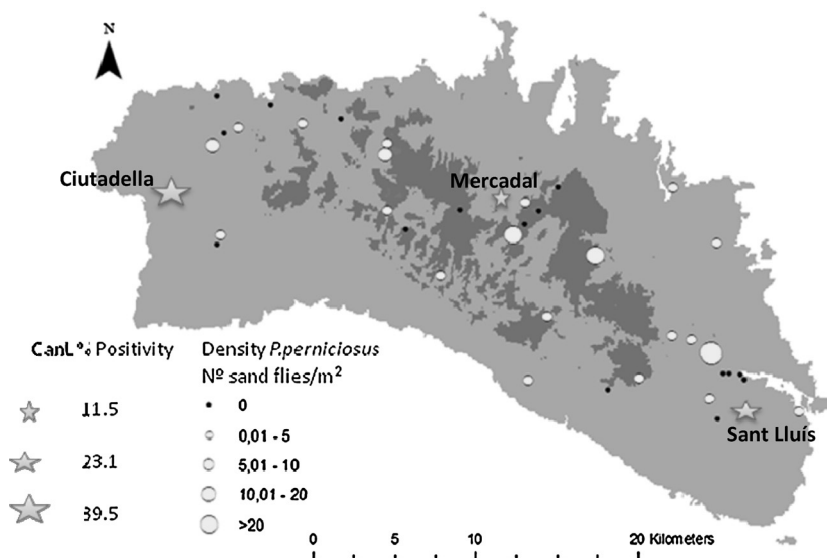 N
Ciutadella
Mercadal
Sant Lluís
CanL % Positivity
11.5
23.1
39.5
Density P.perniciosus
Nº sand flies/m²
0
0,01 - 5
5,01 - 10
10,01 - 20
>20
0 5 10 20 Kilometers